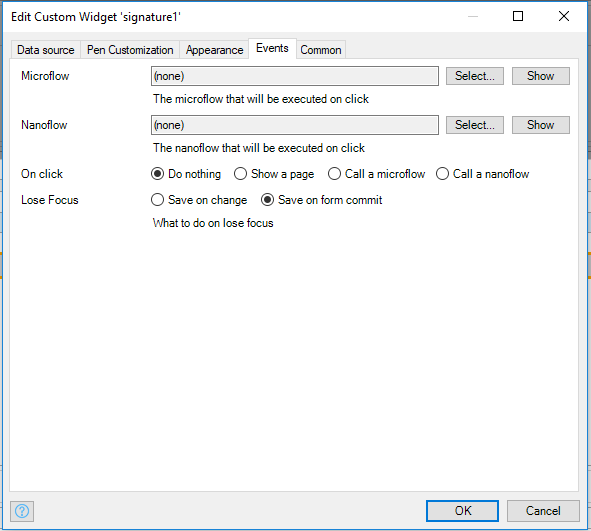 Edit Custom Widget 'signature1'
Data source Pen Customization Appearance Events Common
Microflow (none) Select... Show
The microflow that will be executed on click
Nanoflow (none) Select... Show
The nanoflow that will be executed on click
On click Do nothing Show a page Call a microflow Call a nanoflow
Lose Focus Save on change Save on form commit
What to do on lose focus
? OK Cancel